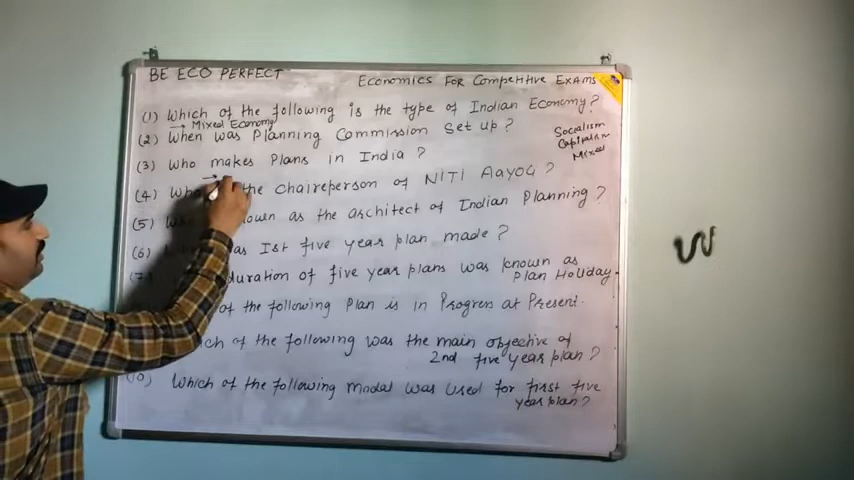 BE ECO PERFECT
Economics For Competitive Exams
(1) Which of the following is the type of Indian Economy?
→ Mixed Economy
Socialism
Capitalism
Mixed
(2) When was Planning Commission Set up?
(3) Who makes Plans in India?
→
(4) Who the Chaireperson of NITI Aayog?
(5) as the architect of Indian Planning?
(6) Ist five year plan made?
duration of five year plans was known as
Plan Holiday.
of the following Plan is in Progress at Present.
of the following was the main objective of
2nd five year plan?
(10) Which of the following modal was used for first five
year plan?